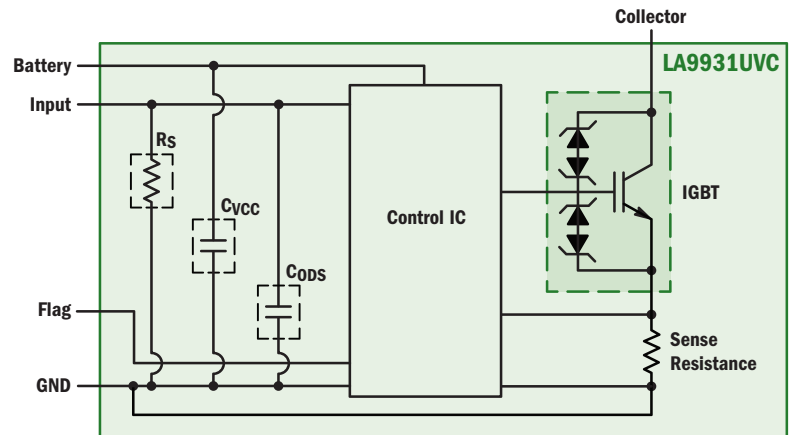 Collector
LA9931UVC
Battery
Input
RS
CVCC
CODS
Control IC
IGBT
Flag
GND
Sense
Resistance